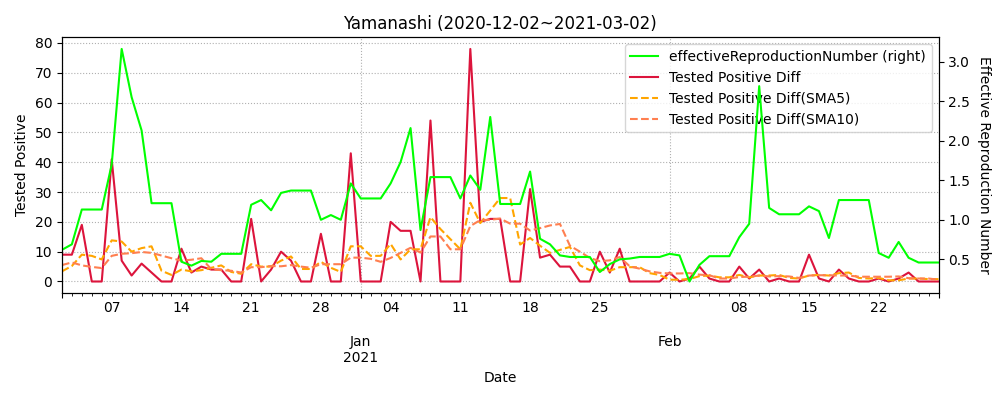 Yamanashi (2020-12-02~2021-03-02)
effectiveReproductionNumber (right)
Tested Positive Diff
Tested Positive Diff(SMA5)
Tested Positive Diff(SMA10)
Tested Positive
80
70
60
50
40
30
20
10
0
3.0
2.5
2.0
1.5
1.0
0.5
Effective Reproduction Number
07 14 21 28 04 11 18 25 08 15 22
Jan Feb
2021
Date